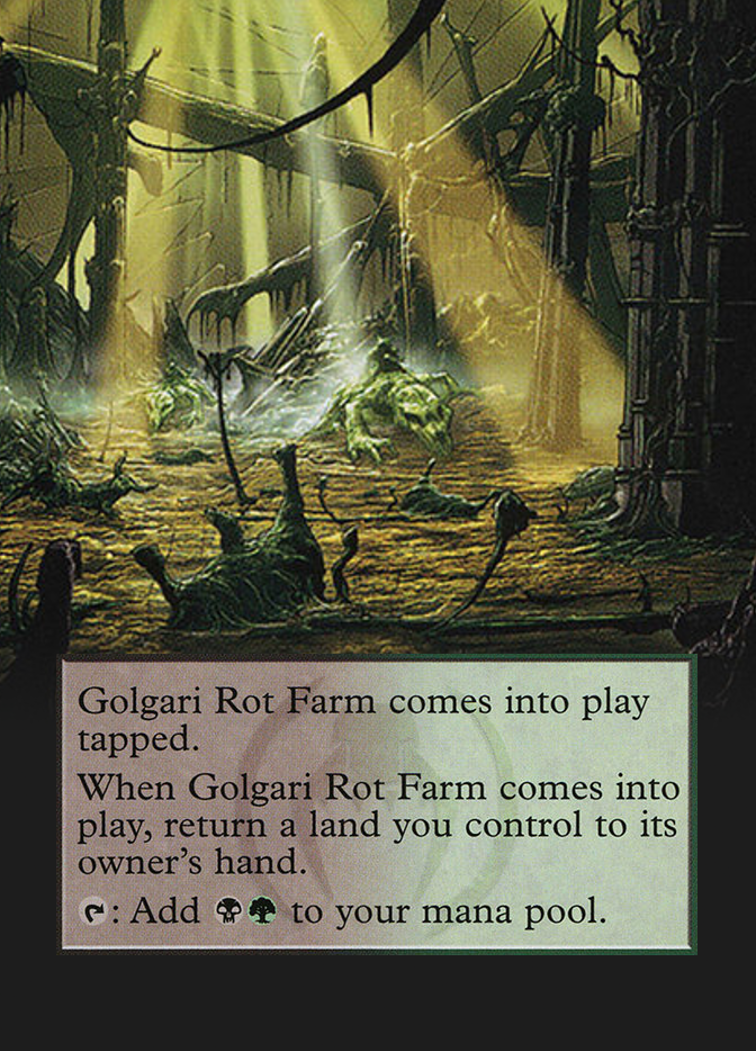 Golgari Rot Farm comes into play
tapped.
When Golgari Rot Farm comes into
play, return a land you control to its
owner's hand.
: Add to your mana pool.